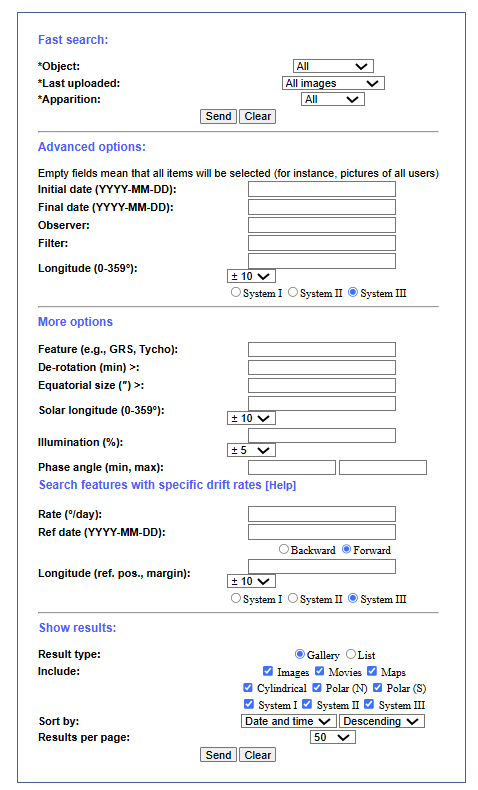 Fast search:
*Object: All
*Last uploaded: All images
*Apparition: All
Send Clear
Advanced options:
Empty fields mean that all items will be selected (for instance, pictures of all users)
Initial date (YYYY-MM-DD):
Final date (YYYY-MM-DD):
Observer:
Filter:
Longitude (0-359º):
± 10
System I System II System III
More options
Feature (e.g., GRS, Tycho):
De-rotation (min) >:
Equatorial size (") >:
Solar longitude (0-359º):
± 10
Illumination (%):
± 5
Phase angle (min, max):
Search features with specific drift rates [Help]
Rate (º/day):
Ref date (YYYY-MM-DD):
Backward Forward
Longitude (ref. pos., margin):
± 10
System I System II System III
Show results:
Result type: Gallery List
Include: Images Movies Maps
Cylindrical Polar (N) Polar (S)
System I System II System III
Sort by: Date and time Descending
Results per page: 50
Send Clear